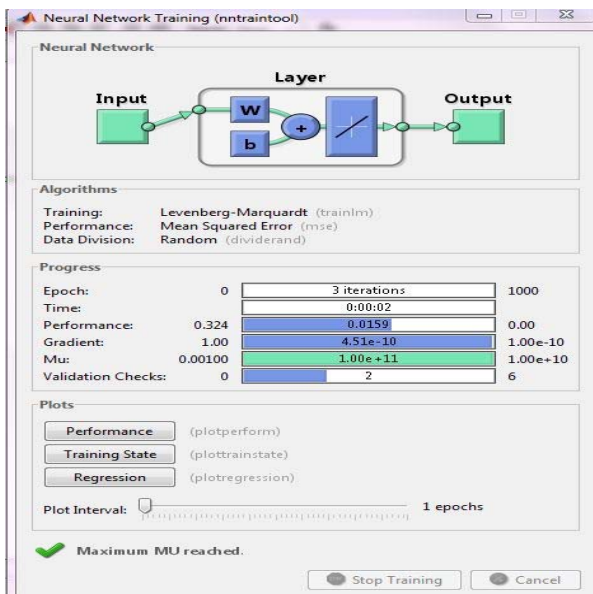 Neural Network Training (nntraintool)
Neural Network
Layer
Input
Output
W
b
+
Algorithms
Training: Levenberg-Marquardt (trainlm)
Performance: Mean Squared Error (mse)
Data Division: Random (dividerand)
Progress
Epoch: 0 3 iterations 1000
Time: 0:00:02
Performance: 0.324 0.0159 0.00
Gradient: 1.00 4.51e-10 1.00e-10
Mu: 0.00100 1.00e+11 1.00e+10
Validation Checks: 0 2 6
Plots
Performance (plotperform)
Training State (plottrainstate)
Regression (plotregression)
Plot Interval: 1 epochs
Maximum MU reached.
Stop Training Cancel